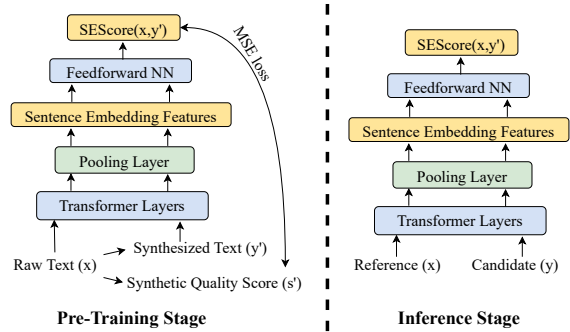 SEScore(x,y')
MSE loss
Feedforward NN
Sentence Embedding Features
Pooling Layer
Transformer Layers
Raw Text (x)
Synthesized Text (y')
Synthetic Quality Score (s')
Pre-Training Stage
SEScore(x,y')
Feedforward NN
Sentence Embedding Features
Pooling Layer
Transformer Layers
Reference (x)
Candidate (y)
Inference Stage